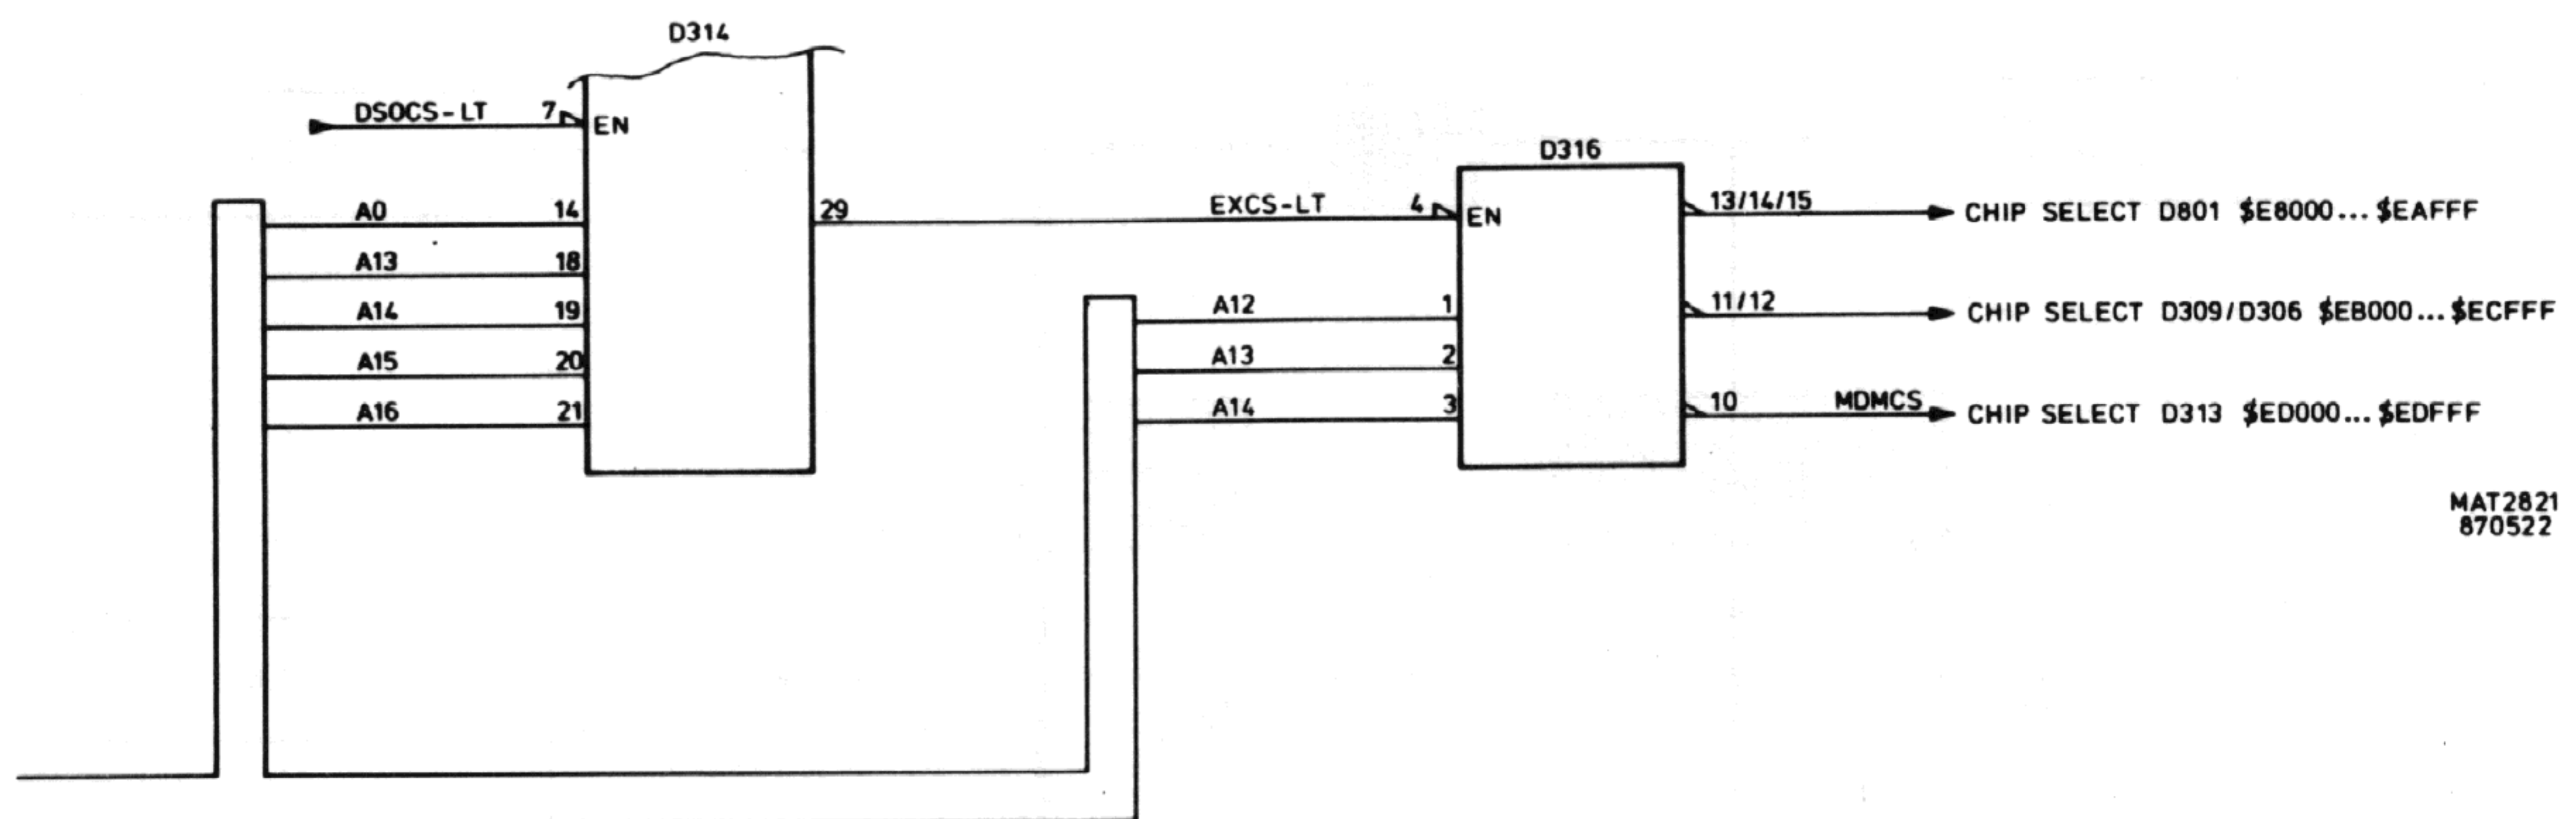 D314
DSOCS-LT 7
EN
A0 14
A13 18
A14 19
A15 20
A16 21
29
EXCS-LT 4
D316
EN
A12 1
A13 2
A14 3
13/14/15 CHIP SELECT D801 $E8000...$EAFFF
11/12 CHIP SELECT D309/D306 $EB000...$ECFFF
10 MDMCS CHIP SELECT D313 $ED000...$EDFFF
MAT2821
870522